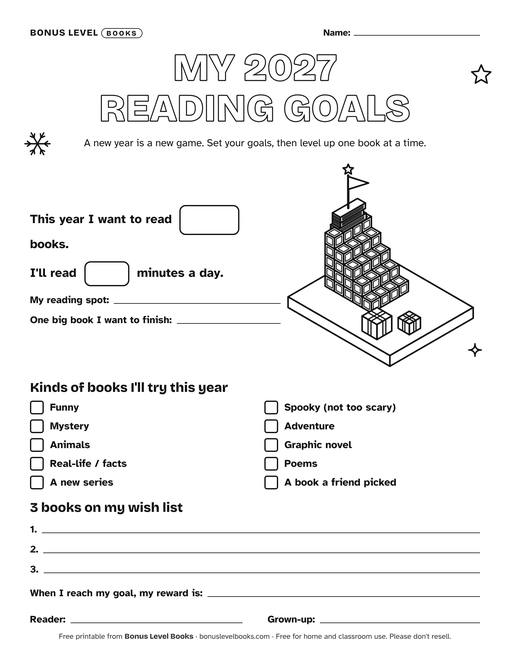 BONUS LEVEL BOOKS
Name:
MY 2027
READING GOALS
A new year is a new game. Set your goals, then level up one book at a time.
This year I want to read
books.
I'll read minutes a day.
My reading spot:
One big book I want to finish:
Kinds of books I'll try this year
Funny
Mystery
Animals
Real-life / facts
A new series
Spooky (not too scary)
Adventure
Graphic novel
Poems
A book a friend picked
3 books on my wish list
1.
2.
3.
When I reach my goal, my reward is:
Reader: Grown-up:
Free printable from Bonus Level Books · bonuslevelbooks.com · Free for home and classroom use. Please don't resell.